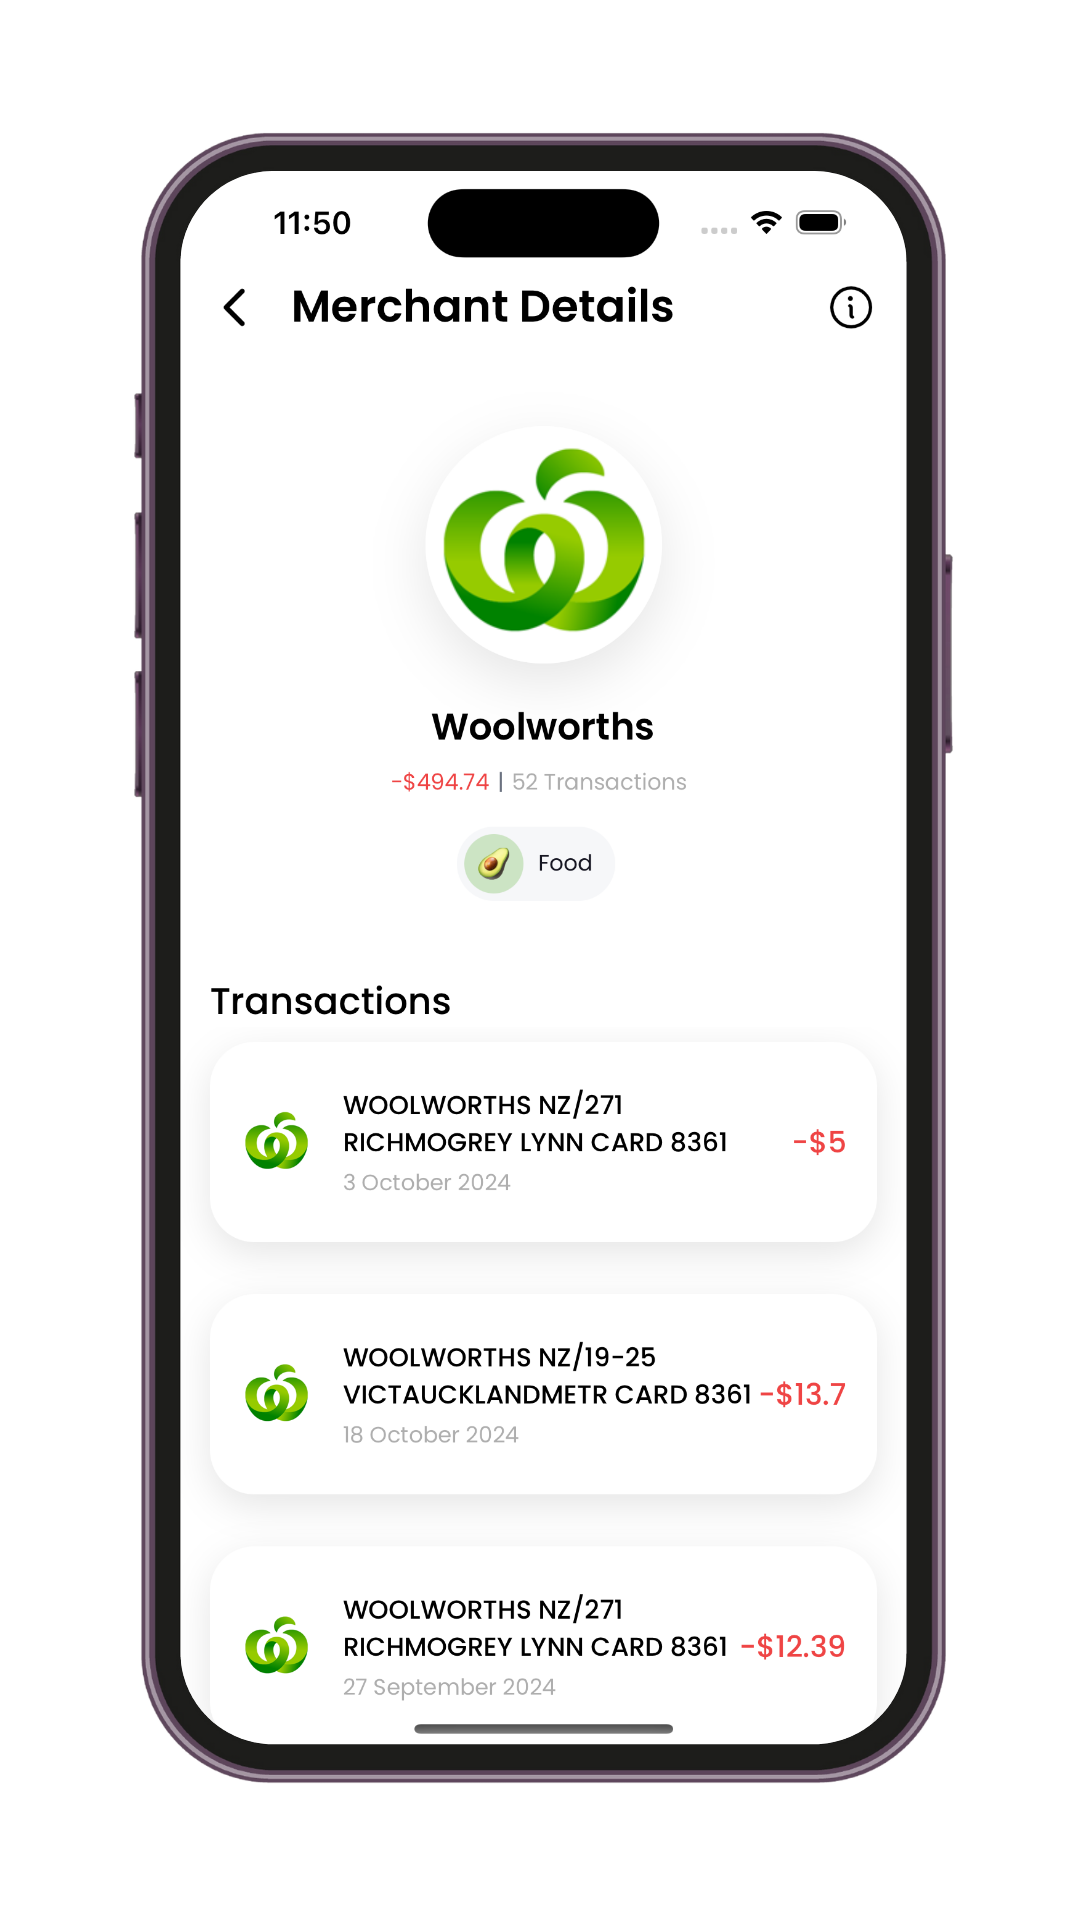 11:50
Merchant Details
Woolworths
-$494.74 | 52 Transactions
Food
Transactions
WOOLWORTHS NZ/271
RICHMOGREY LYNN CARD 8361
-$5
3 October 2024
WOOLWORTHS NZ/19-25
VICTAUCKLANDMETR CARD 8361
-$13.7
18 October 2024
WOOLWORTHS NZ/271
RICHMOGREY LYNN CARD 8361
-$12.39
27 September 2024